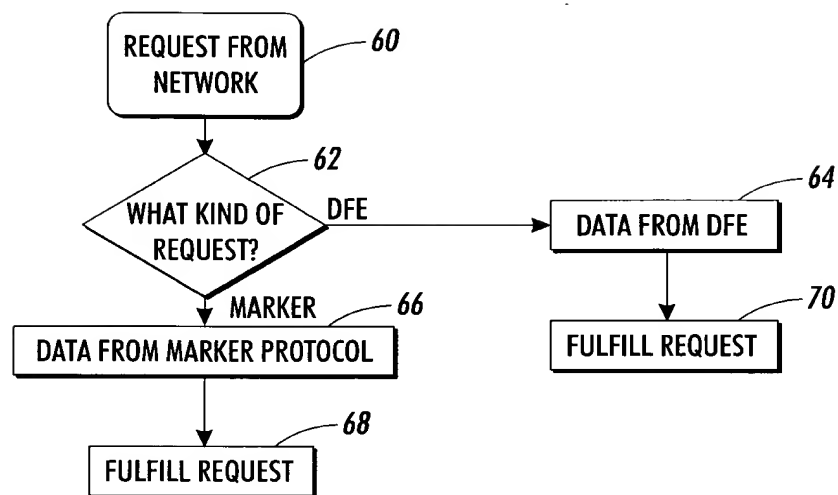 REQUEST FROM
NETWORK
60
62
WHAT KIND OF
REQUEST?
DFE
64
DATA FROM DFE
MARKER
66
70
DATA FROM MARKER PROTOCOL
FULFILL REQUEST
68
FULFILL REQUEST